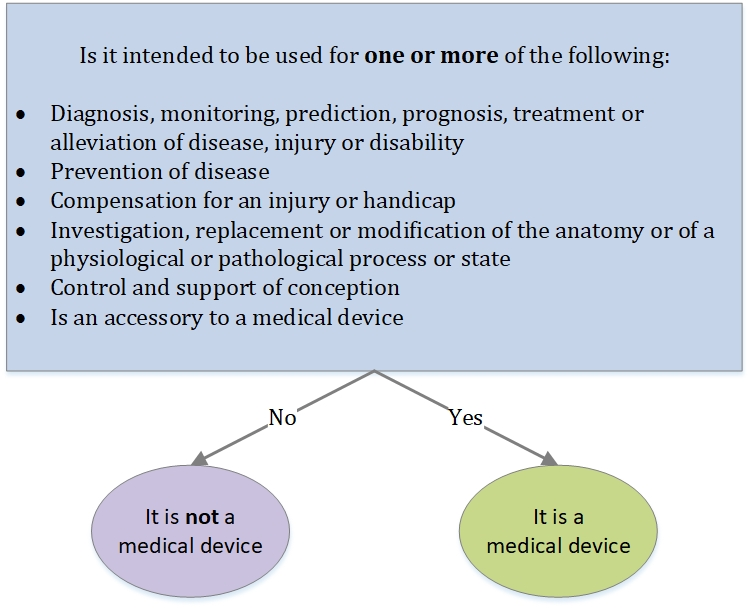 Is it intended to be used for one or more of the following:
• Diagnosis, monitoring, prediction, prognosis, treatment or
alleviation of disease, injury or disability
• Prevention of disease
• Compensation for an injury or handicap
• Investigation, replacement or modification of the anatomy or of a
physiological or pathological process or state
• Control and support of conception
• Is an accessory to a medical device
No
Yes
It is not a
medical device
It is a
medical device